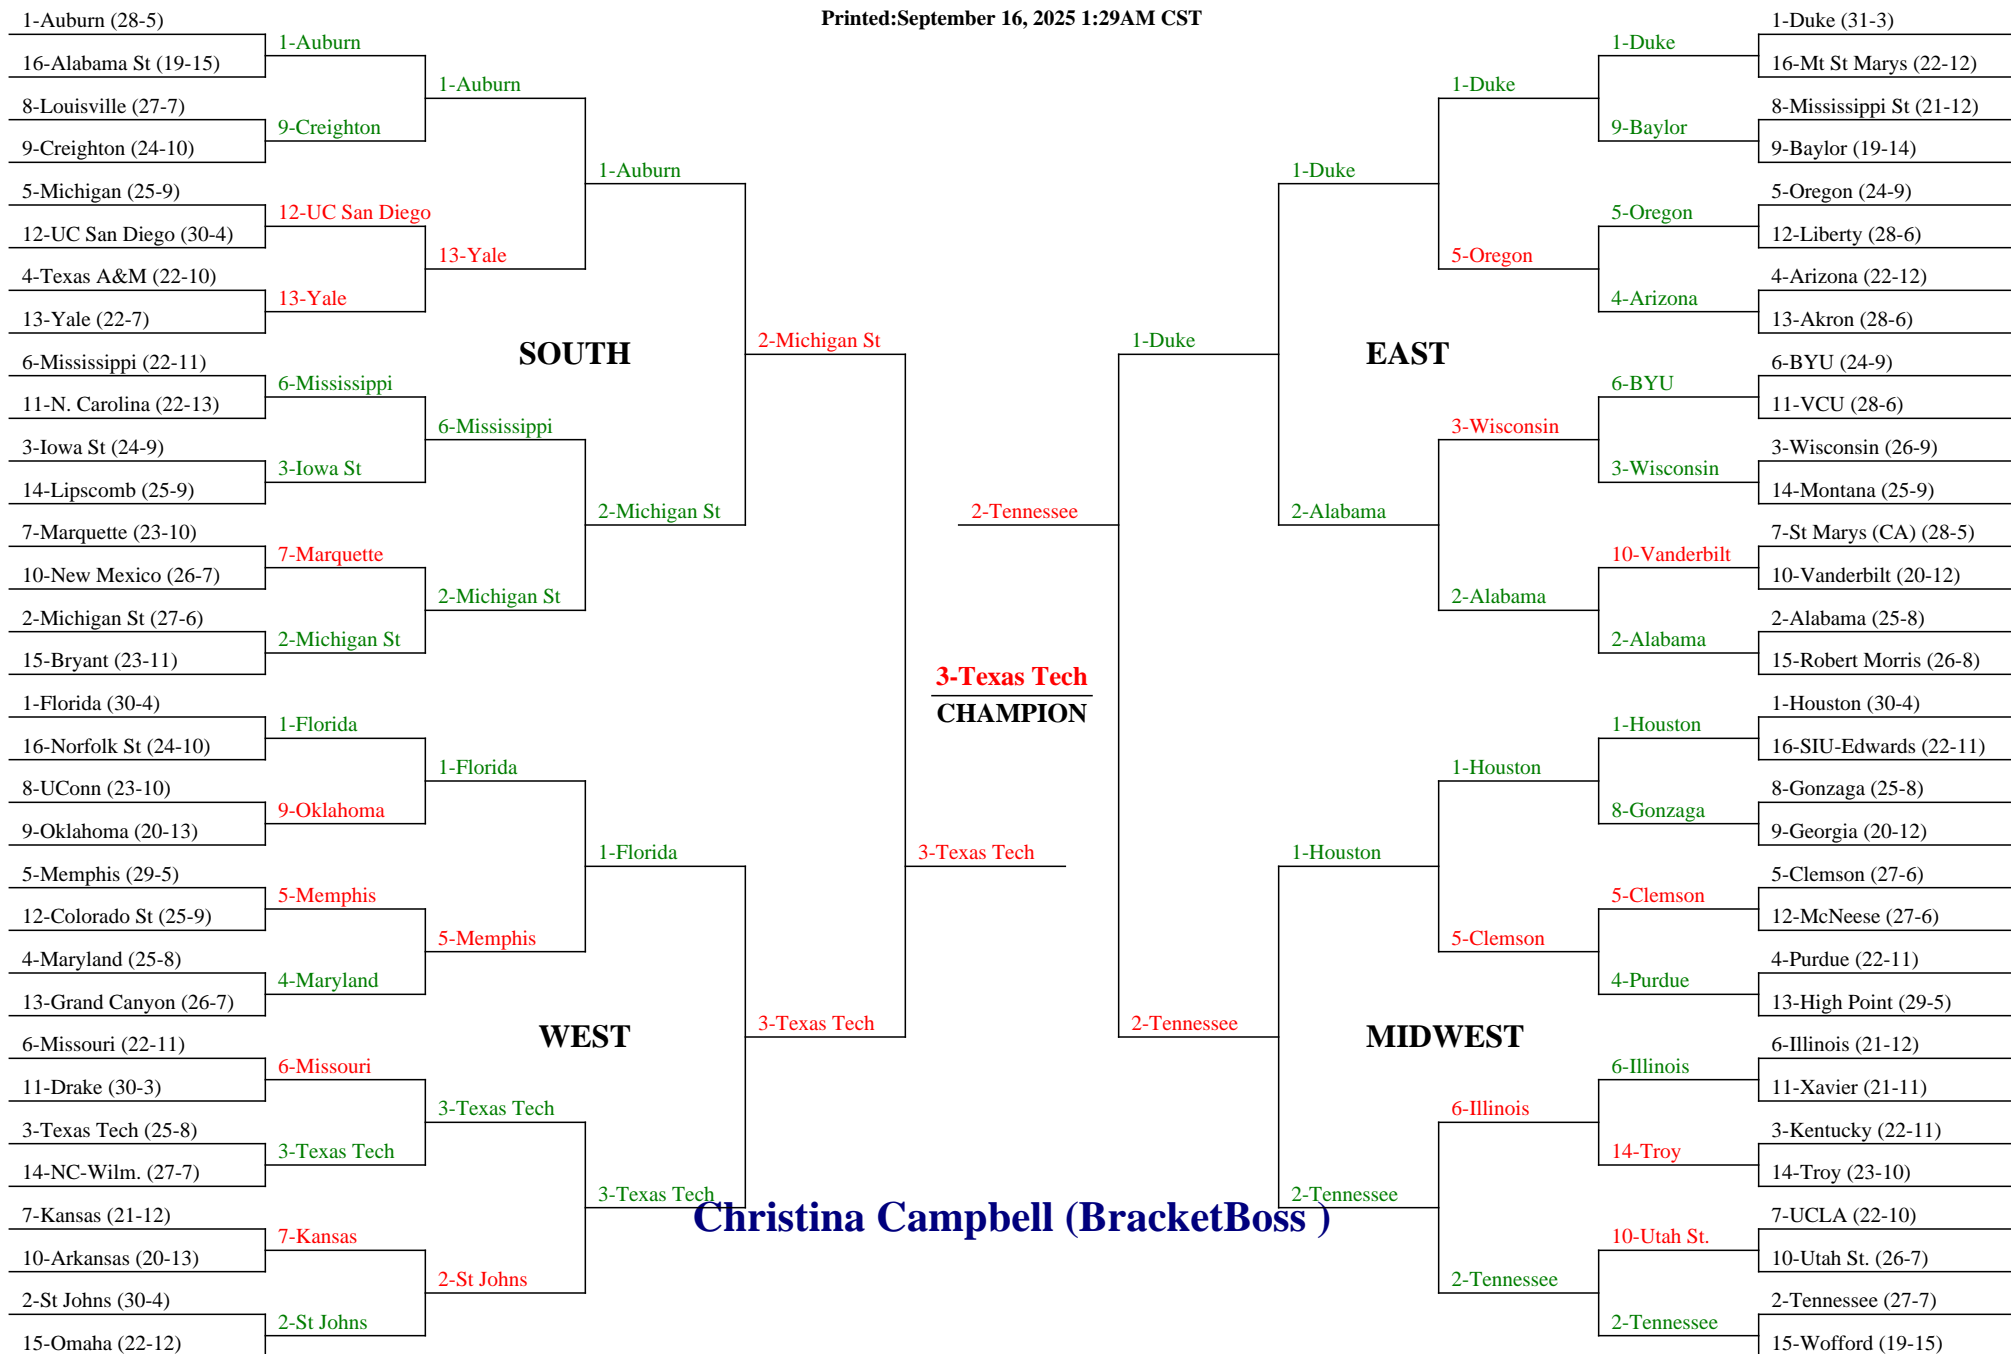 Printed:September 16, 2025 1:29AM CST
1-Auburn (28-5)
16-Alabama St (19-15)
8-Louisville (27-7)
9-Creighton (24-10)
5-Michigan (25-9)
12-UC San Diego (30-4)
4-Texas A&M (22-10)
13-Yale (22-7)
6-Mississippi (22-11)
11-N. Carolina (22-13)
3-Iowa St (24-9)
14-Lipscomb (25-9)
7-Marquette (23-10)
10-New Mexico (26-7)
2-Michigan St (27-6)
15-Bryant (23-11)
1-Florida (30-4)
16-Norfolk St (24-10)
8-UConn (23-10)
9-Oklahoma (20-13)
5-Memphis (29-5)
12-Colorado St (25-9)
4-Maryland (25-8)
13-Grand Canyon (26-7)
6-Missouri (22-11)
11-Drake (30-3)
3-Texas Tech (25-8)
14-NC-Wilm. (27-7)
7-Kansas (21-12)
10-Arkansas (20-13)
2-St Johns (30-4)
15-Omaha (22-12)
1-Auburn
9-Creighton
12-UC San Diego
13-Yale
6-Mississippi
3-Iowa St
7-Marquette
2-Michigan St
1-Florida
9-Oklahoma
5-Memphis
4-Maryland
6-Missouri
3-Texas Tech
7-Kansas
2-St Johns
1-Auburn
13-Yale
6-Mississippi
2-Michigan St
1-Florida
5-Memphis
3-Texas Tech
2-St Johns
SOUTH
WEST
1-Auburn
2-Michigan St
1-Florida
3-Texas Tech
2-Michigan St
3-Texas Tech
3-Texas Tech
2-Tennessee
3-Texas Tech
CHAMPION
Christina Campbell (BracketBoss )
1-Duke
2-Tennessee
1-Duke
2-Alabama
1-Houston
2-Tennessee
EAST
MIDWEST
1-Duke
5-Oregon
3-Wisconsin
2-Alabama
1-Houston
5-Clemson
6-Illinois
2-Tennessee
1-Duke
9-Baylor
5-Oregon
4-Arizona
6-BYU
3-Wisconsin
10-Vanderbilt
2-Alabama
1-Houston
8-Gonzaga
5-Clemson
4-Purdue
6-Illinois
14-Troy
10-Utah St.
2-Tennessee
1-Duke (31-3)
16-Mt St Marys (22-12)
8-Mississippi St (21-12)
9-Baylor (19-14)
5-Oregon (24-9)
12-Liberty (28-6)
4-Arizona (22-12)
13-Akron (28-6)
6-BYU (24-9)
11-VCU (28-6)
3-Wisconsin (26-9)
14-Montana (25-9)
7-St Marys (CA) (28-5)
10-Vanderbilt (20-12)
2-Alabama (25-8)
15-Robert Morris (26-8)
1-Houston (30-4)
16-SIU-Edwards (22-11)
8-Gonzaga (25-8)
9-Georgia (20-12)
5-Clemson (27-6)
12-McNeese (27-6)
4-Purdue (22-11)
13-High Point (29-5)
6-Illinois (21-12)
11-Xavier (21-11)
3-Kentucky (22-11)
14-Troy (23-10)
7-UCLA (22-10)
10-Utah St. (26-7)
2-Tennessee (27-7)
15-Wofford (19-15)